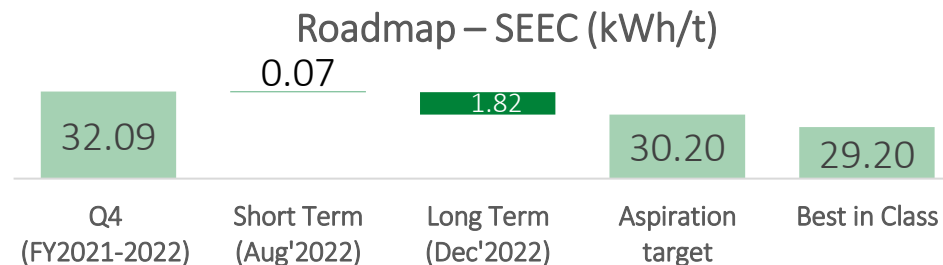 Roadmap – SEEC (kWh/t)
0.07
1.82
32.09
30.20
29.20
Q4
(FY2021-2022)
Short Term
(Aug'2022)
Long Term
(Dec'2022)
Aspiration
target
Best in Class